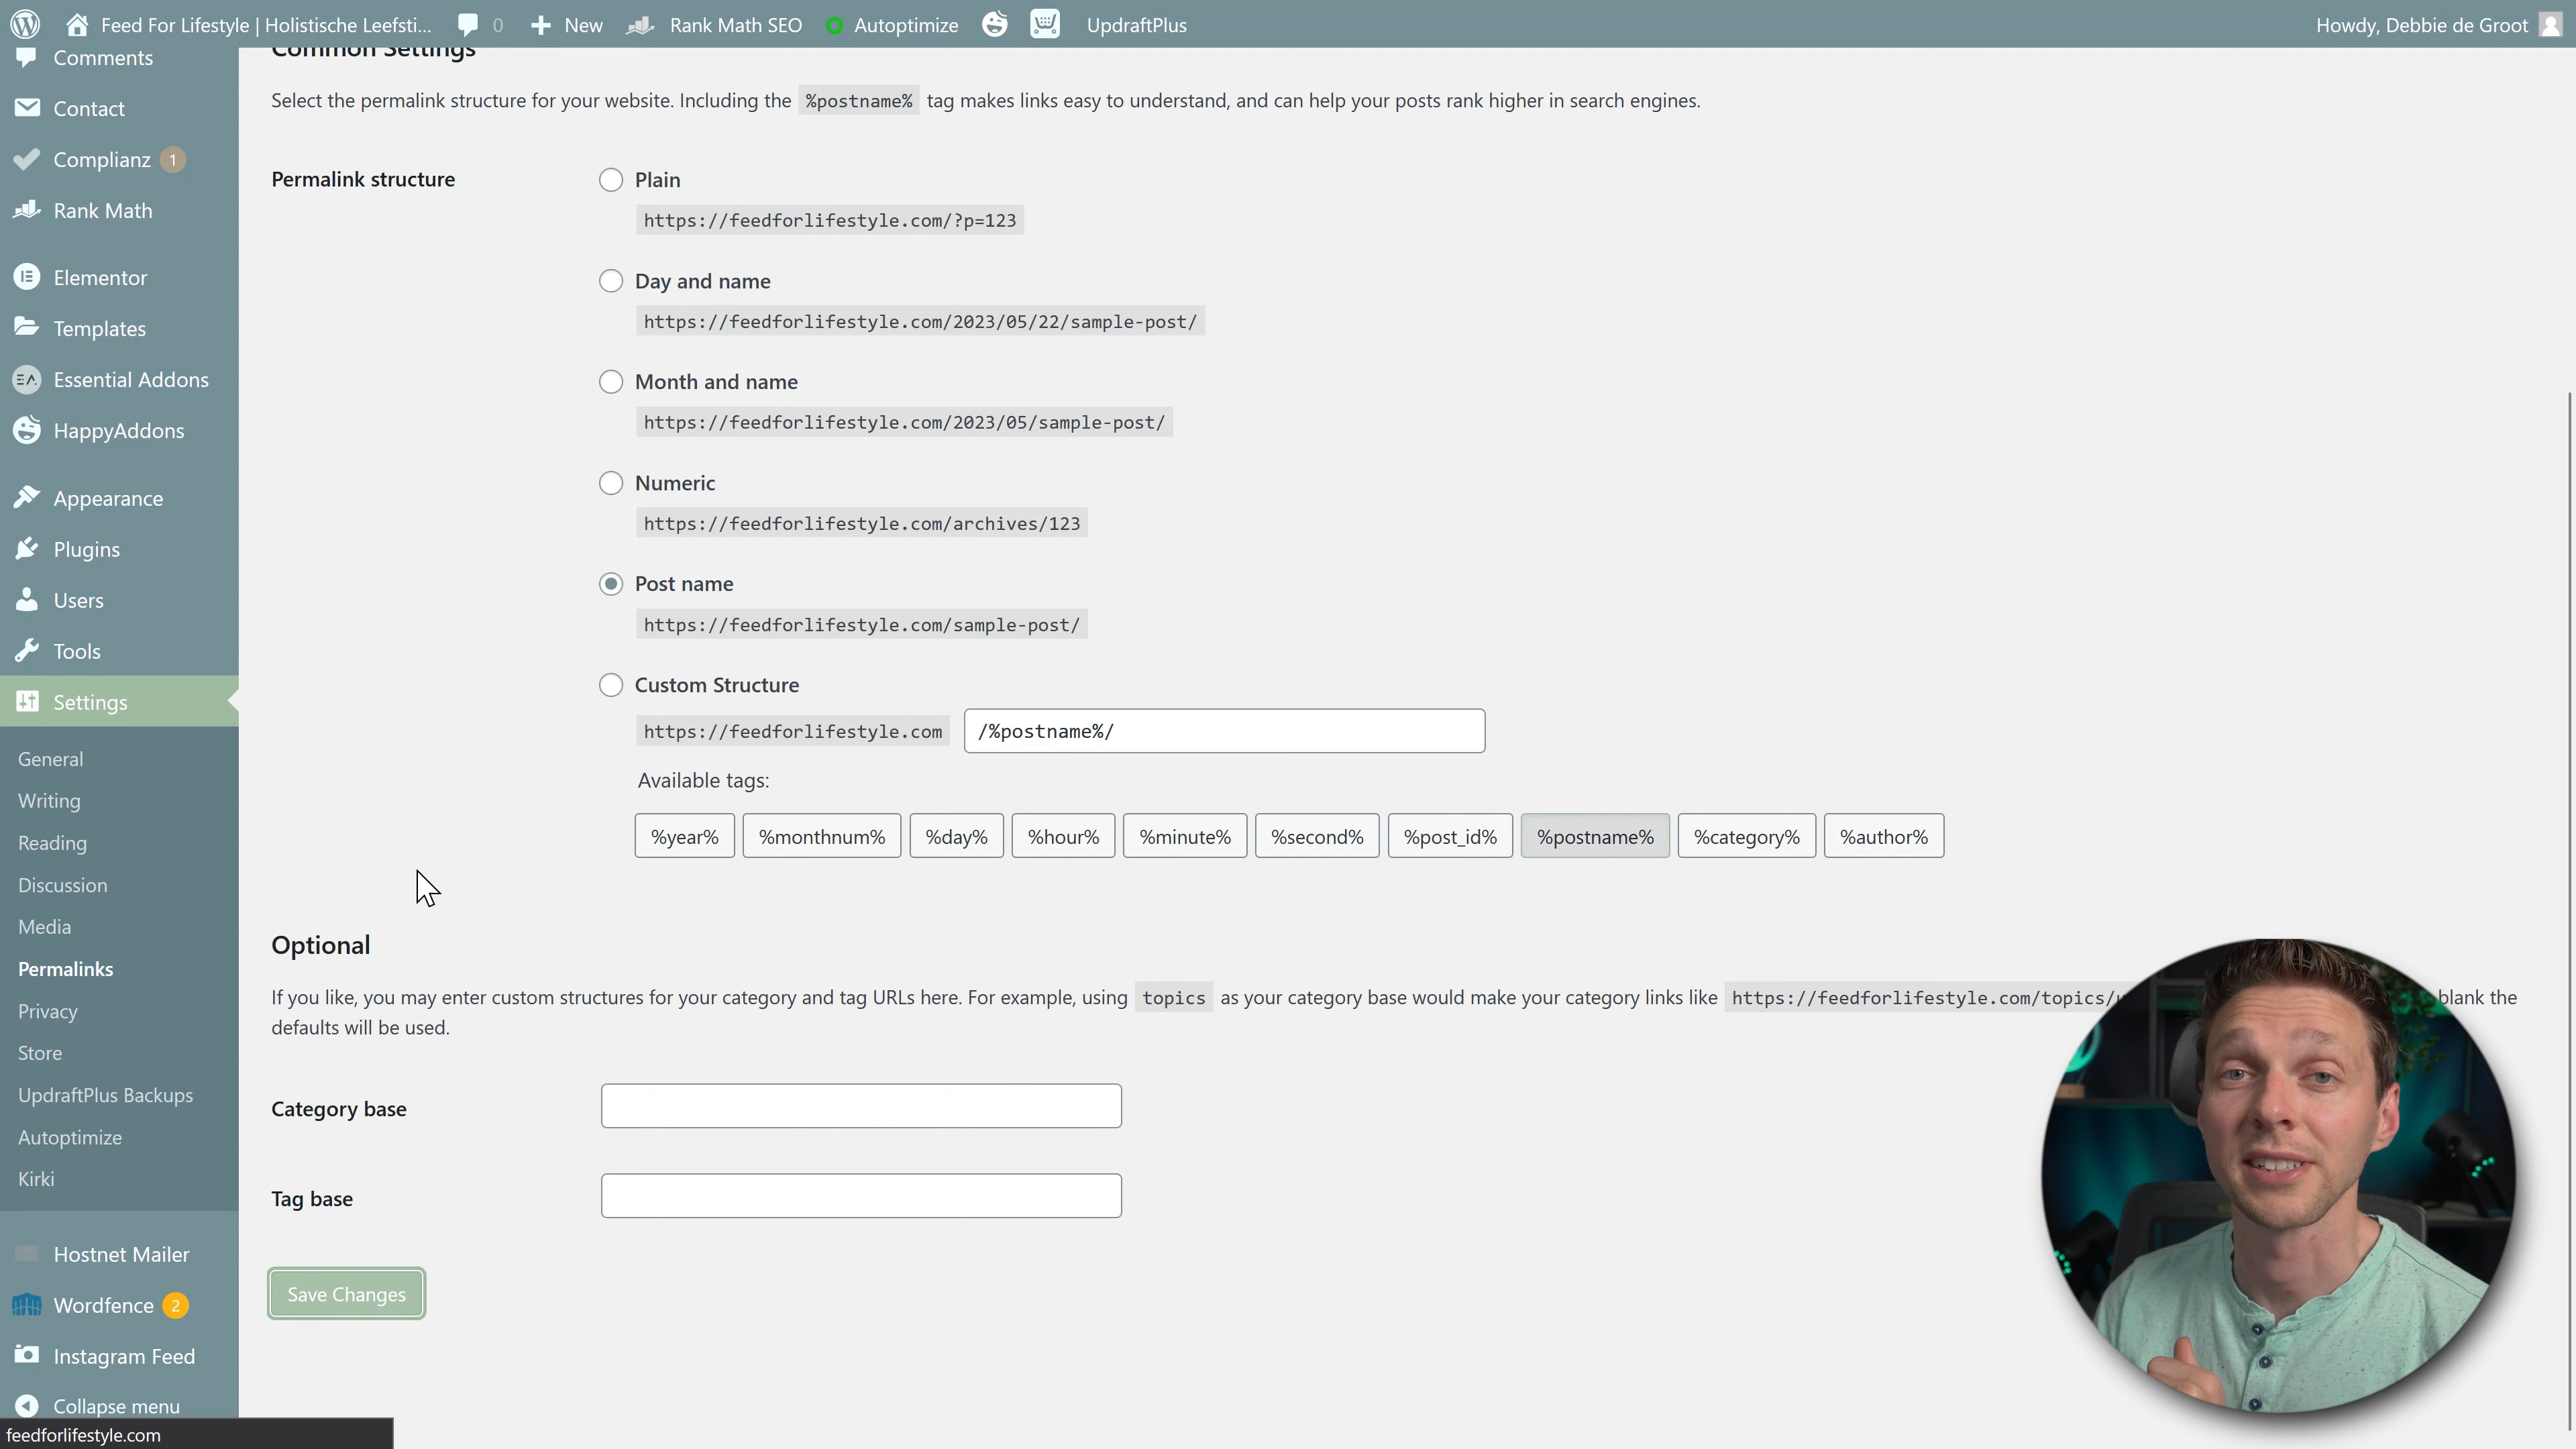 Feed For Lifestyle | Holistische Leefsti... 0 New Rank Math SEO Autoptimize UpdraftPlus Howdy, Debbie de Groot
Comments
Contact
Complianz 1
Rank Math
Elementor
Templates
Essential Addons
HappyAddons
Appearance
Plugins
Users
Tools
Settings
General
Writing
Reading
Discussion
Media
Permalinks
Privacy
Store
UpdraftPlus Backups
Autoptimize
Kirki
Hostnet Mailer
Wordfence 2
Instagram Feed
Collapse menu
feedforlifestyle.com
Common Settings
Select the permalink structure for your website. Including the %postname% tag makes links easy to understand, and can help your posts rank higher in search engines.
Permalink structure
Plain
https://feedforlifestyle.com/?p=123
Day and name
https://feedforlifestyle.com/2023/05/22/sample-post/
Month and name
https://feedforlifestyle.com/2023/05/sample-post/
Numeric
https://feedforlifestyle.com/archives/123
Post name
https://feedforlifestyle.com/sample-post/
Custom Structure
https://feedforlifestyle.com /%postname%/
Available tags:
%year% %monthnum% %day% %hour% %minute% %second% %post_id% %postname% %category% %author%
Optional
If you like, you may enter custom structures for your category and tag URLs here. For example, using topics as your category base would make your category links like https://feedforlifestyle.com/topics/ blank the
defaults will be used.
Category base
Tag base
Save Changes